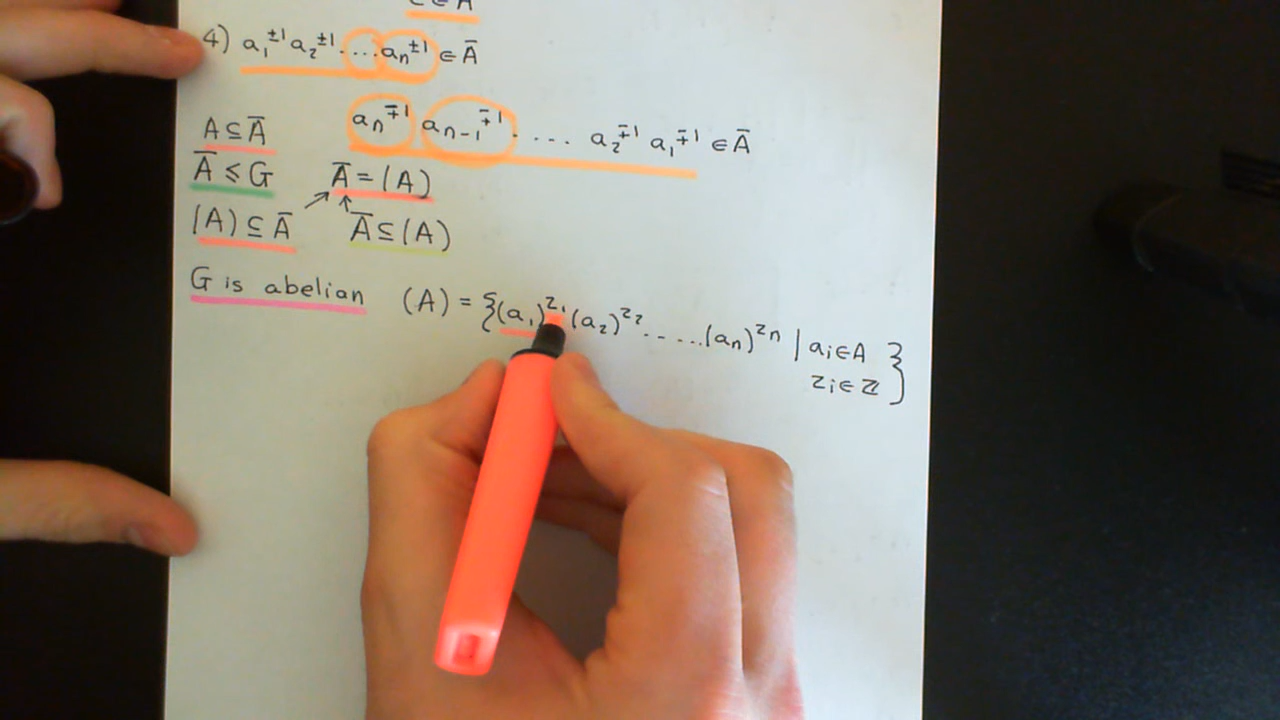 e ∈ A
4) a₁^±1 a₂^±1 .... aₙ^±1 ∈ Ā
aₙ^∓1 aₙ₋₁^∓1 . ... a₂^∓1 a₁^∓1 ∈ Ā
A ⊆ Ā
Ā ≤ G Ā = (A)
(A) ⊆ Ā ↗ ↑ Ā ⊆ (A)
G is abelian (A) = {(a₁)^z₁ (a₂)^z₂ ..... (aₙ)^zₙ | aᵢ ∈ A
zᵢ ∈ ℤ }